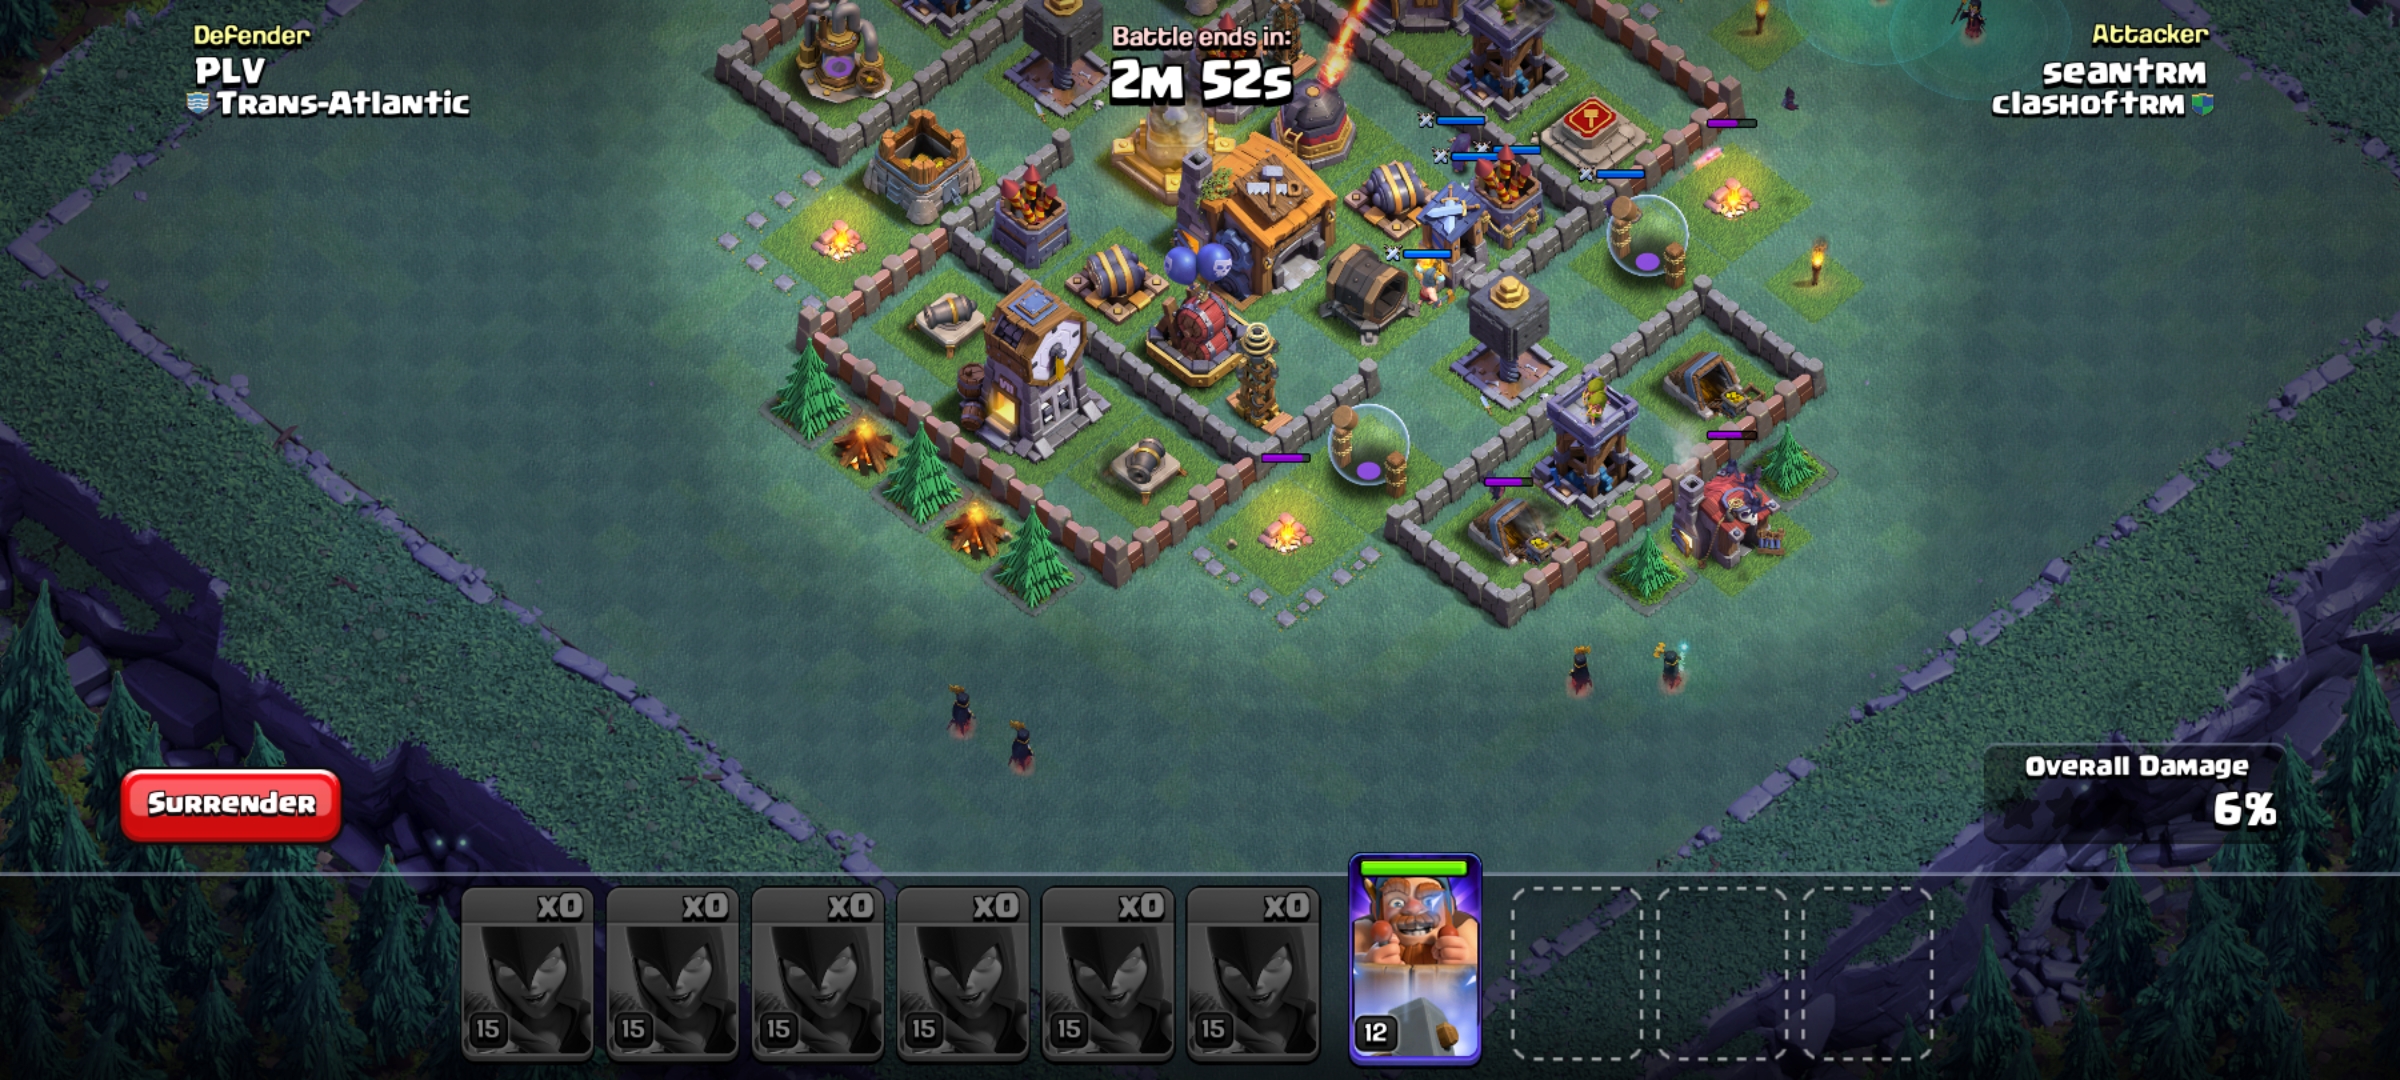 Defender
PLV
Trans-Atlantic
Battle ends in:
2M 52s
Attacker
seantRM
clashoftRM
Surrender
Overall Damage
6%
x0
x0
x0
x0
x0
x0
15
15
15
15
15
15
12